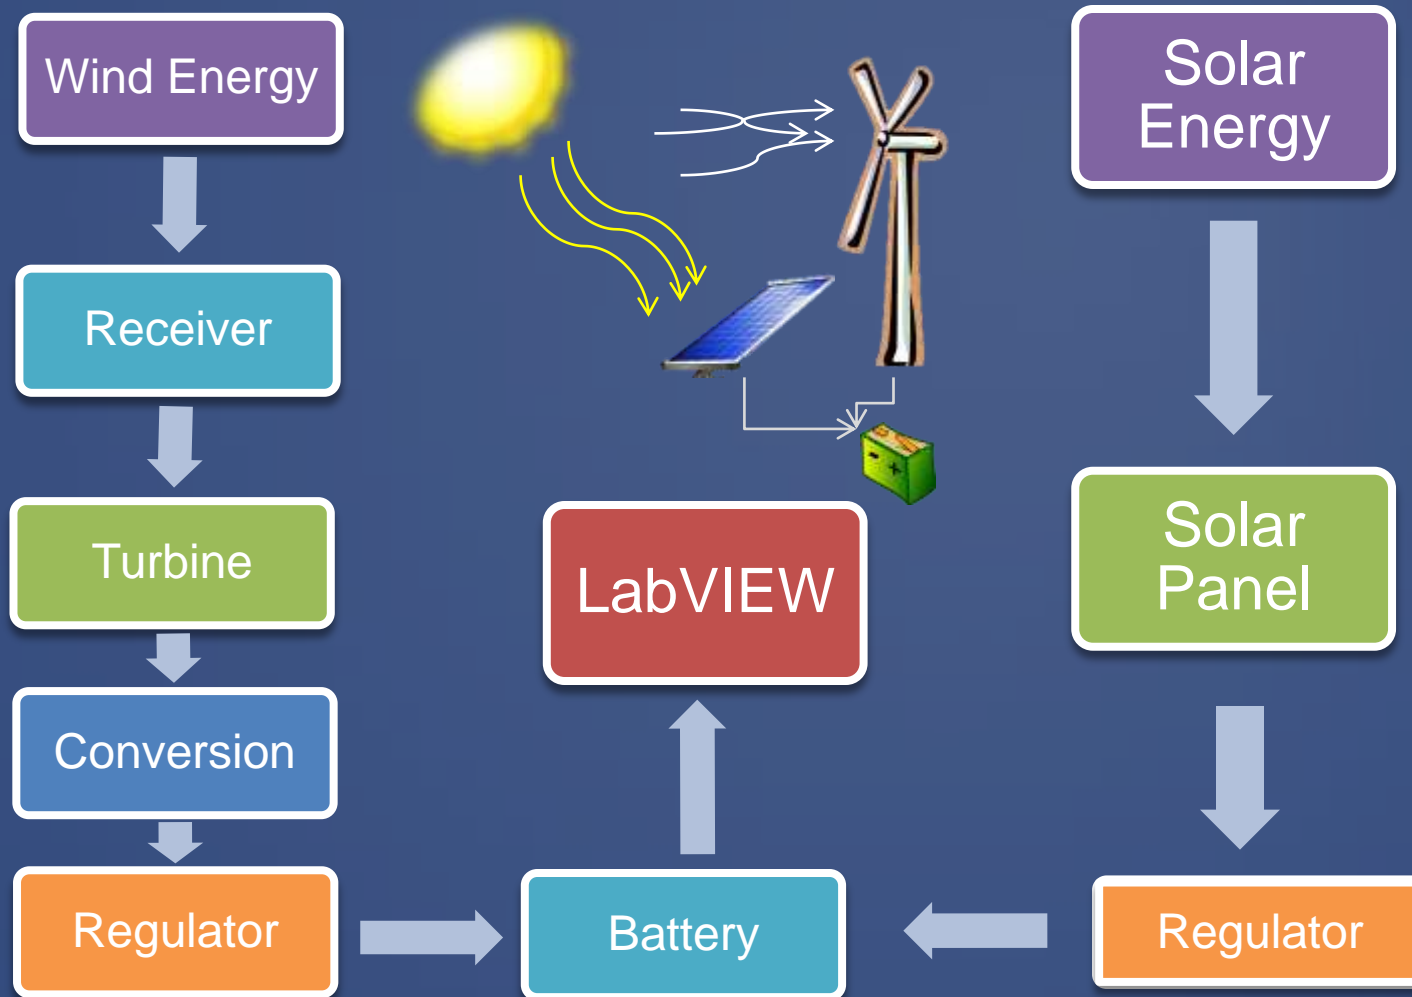 Wind Energy
Receiver
Turbine
Conversion
Regulator
LabVIEW
Battery
Solar
Energy
Solar
Panel
Regulator